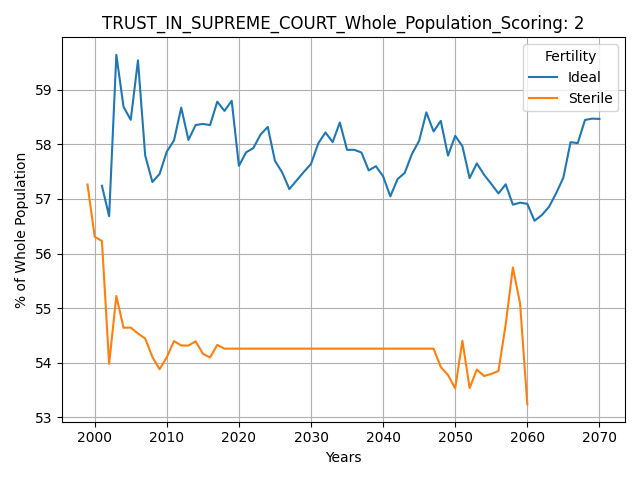 TRUST_IN_SUPREME_COURT_Whole_Population_Scoring: 2
Fertility
Ideal
Sterile
% of Whole Population
59
58
57
56
55
54
53
2000 2010 2020 2030 2040 2050 2060 2070
Years